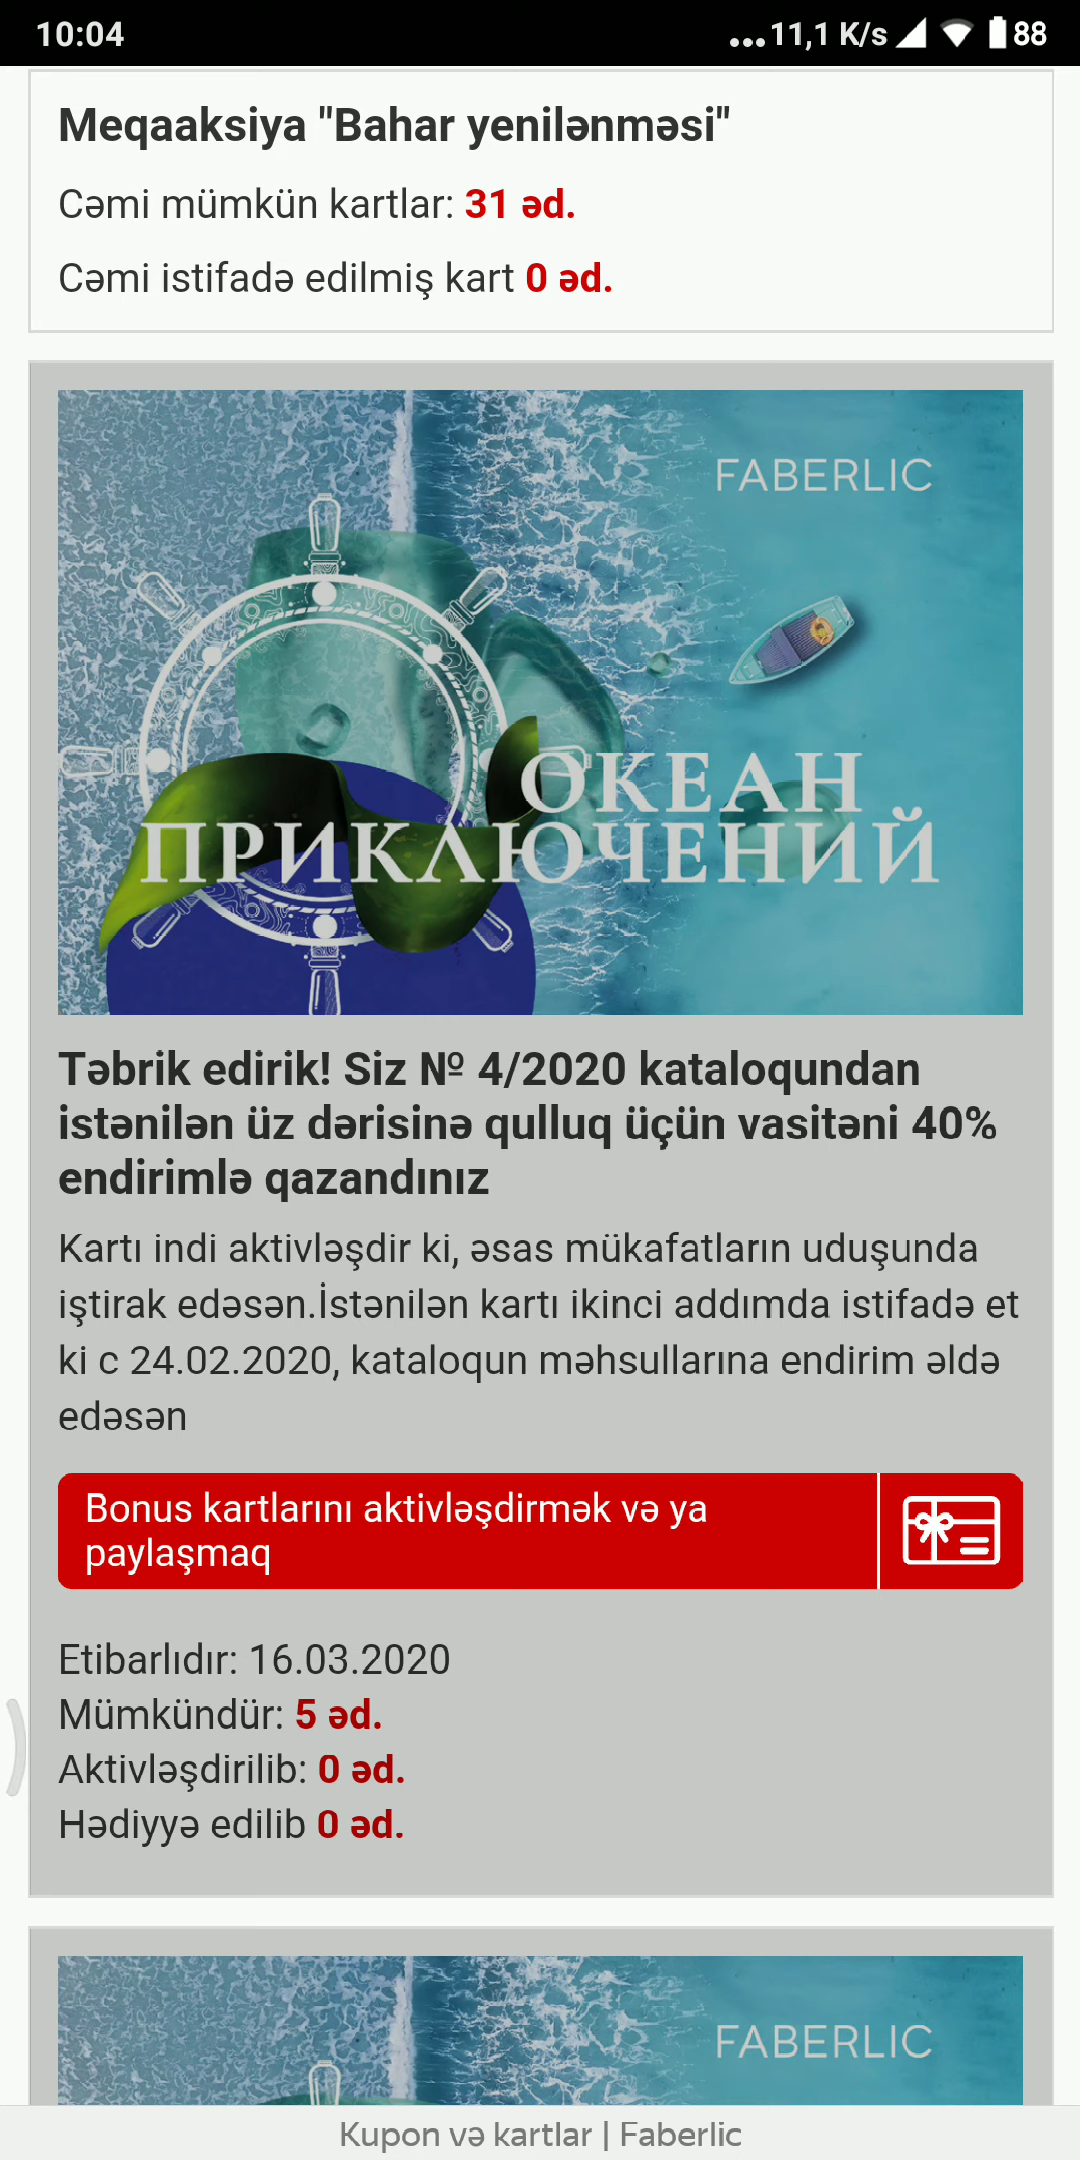 10:04
...11,1 K/s 88
Meqaaksiya "Bahar yenilənməsi"
Cəmi mümkün kartlar: 31 əd.
Cəmi istifadə edilmiş kart 0 əd.
FABERLIC
ОКЕАН
ПРИКЛЮЧЕНИЙ
Təbrik edirik! Siz № 4/2020 kataloqundan
istənilən üz dərisinə qulluq üçün vasitəni 40%
endirimlə qazandınız
Kartı indi aktivləşdir ki, əsas mükafatların uduşunda
iştirak edəsən.İstənilən kartı ikinci addımda istifadə et
ki c 24.02.2020, kataloqun məhsullarına endirim əldə
edəsən
Bonus kartlarını aktivləşdirmək və ya
paylaşmaq
Etibarlıdır: 16.03.2020
Mümkündür: 5 əd.
Aktivləşdirilib: 0 əd.
Hədiyyə edilib 0 əd.
FABERLIC
Kupon və kartlar | Faberlic